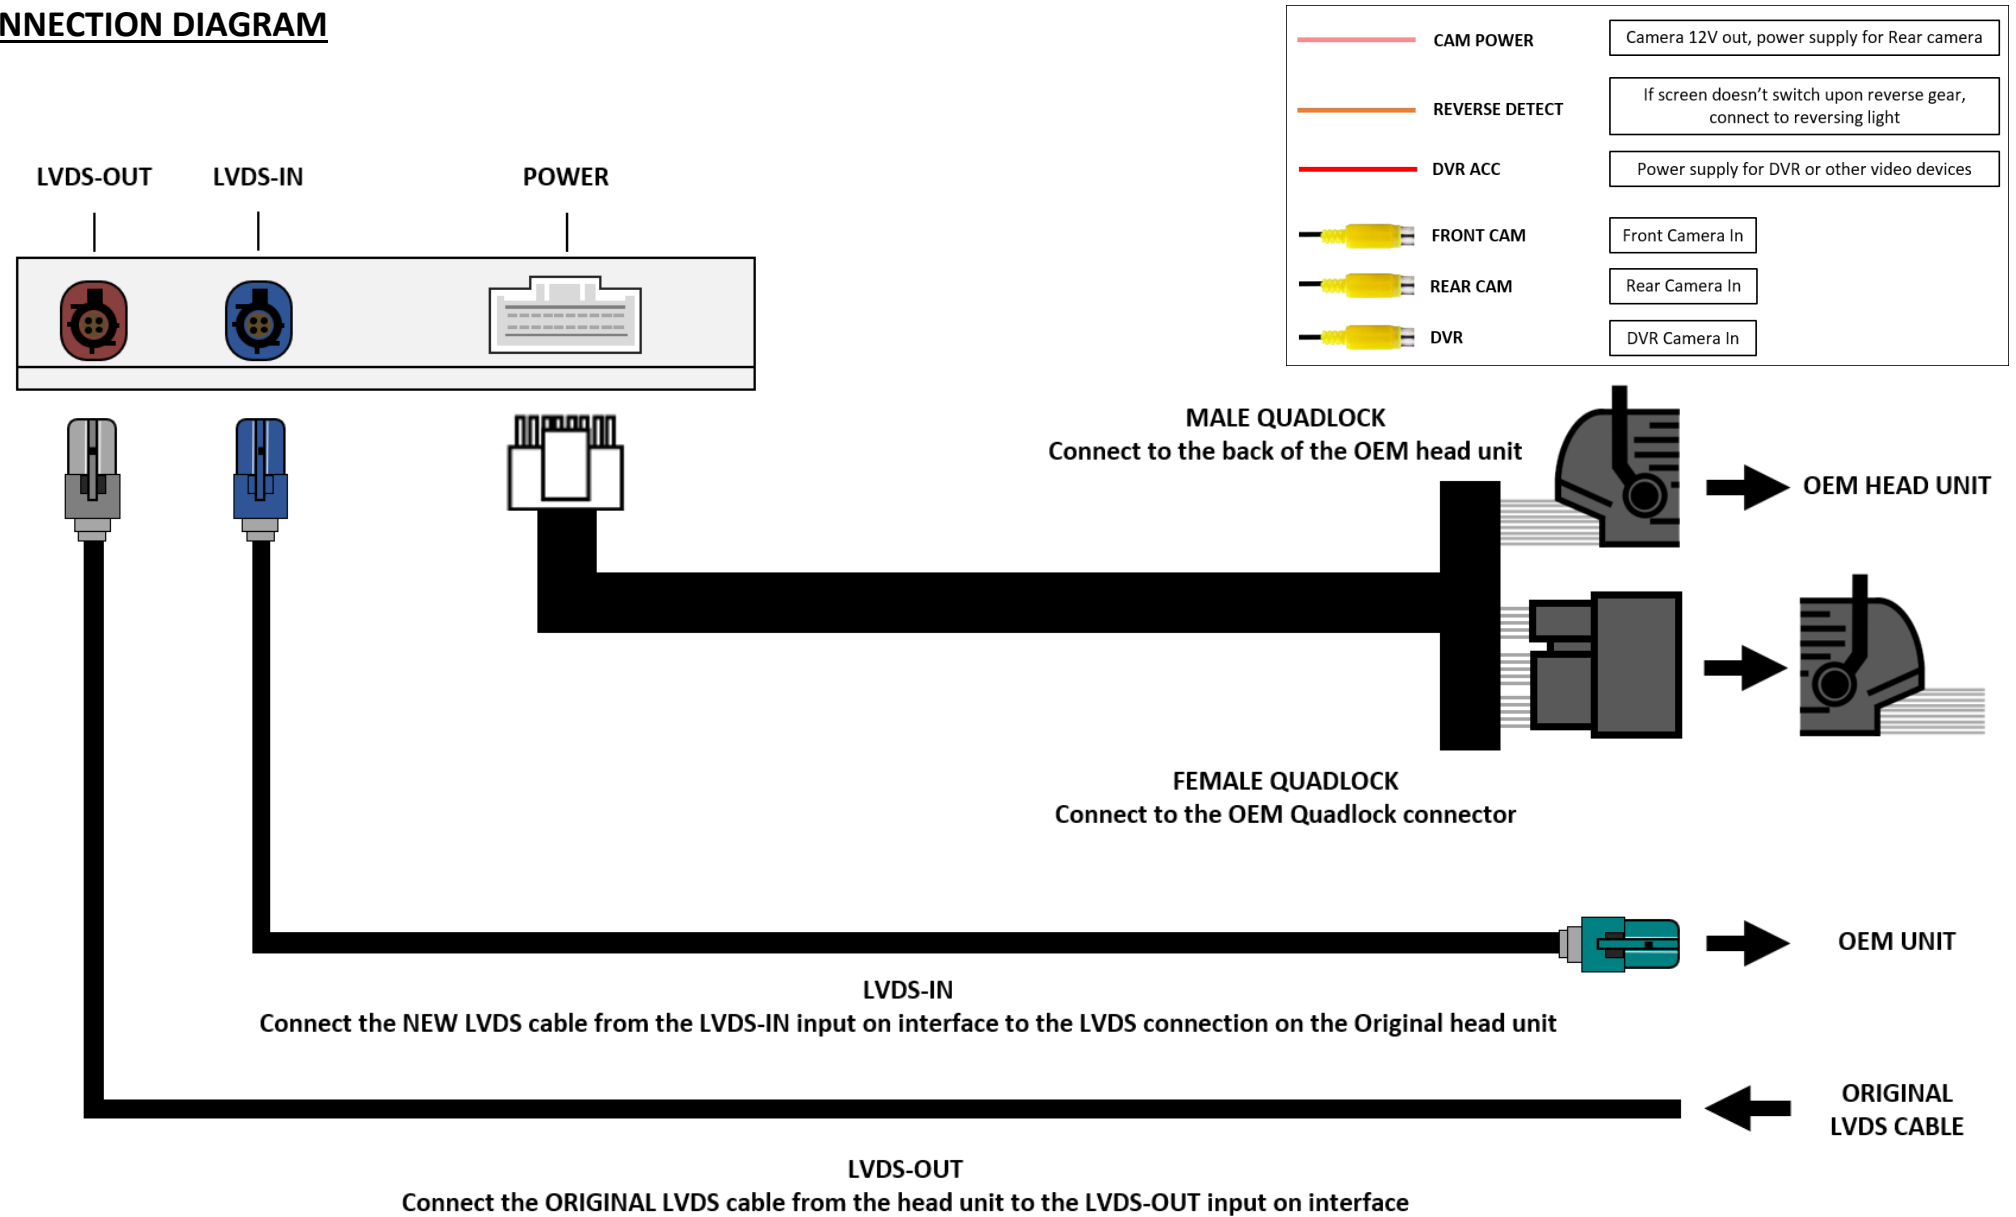 NNECTION DIAGRAM
CAM POWER
Camera 12V out, power supply for Rear camera
REVERSE DETECT
If screen doesn’t switch upon reverse gear,
connect to reversing light
DVR ACC
Power supply for DVR or other video devices
FRONT CAM
Front Camera In
REAR CAM
Rear Camera In
DVR
DVR Camera In
LVDS-OUT
LVDS-IN
POWER
MALE QUADLOCK
Connect to the back of the OEM head unit
OEM HEAD UNIT
FEMALE QUADLOCK
Connect to the OEM Quadlock connector
OEM UNIT
LVDS-IN
Connect the NEW LVDS cable from the LVDS-IN input on interface to the LVDS connection on the Original head unit
ORIGINAL
LVDS CABLE
LVDS-OUT
Connect the ORIGINAL LVDS cable from the head unit to the LVDS-OUT input on interface